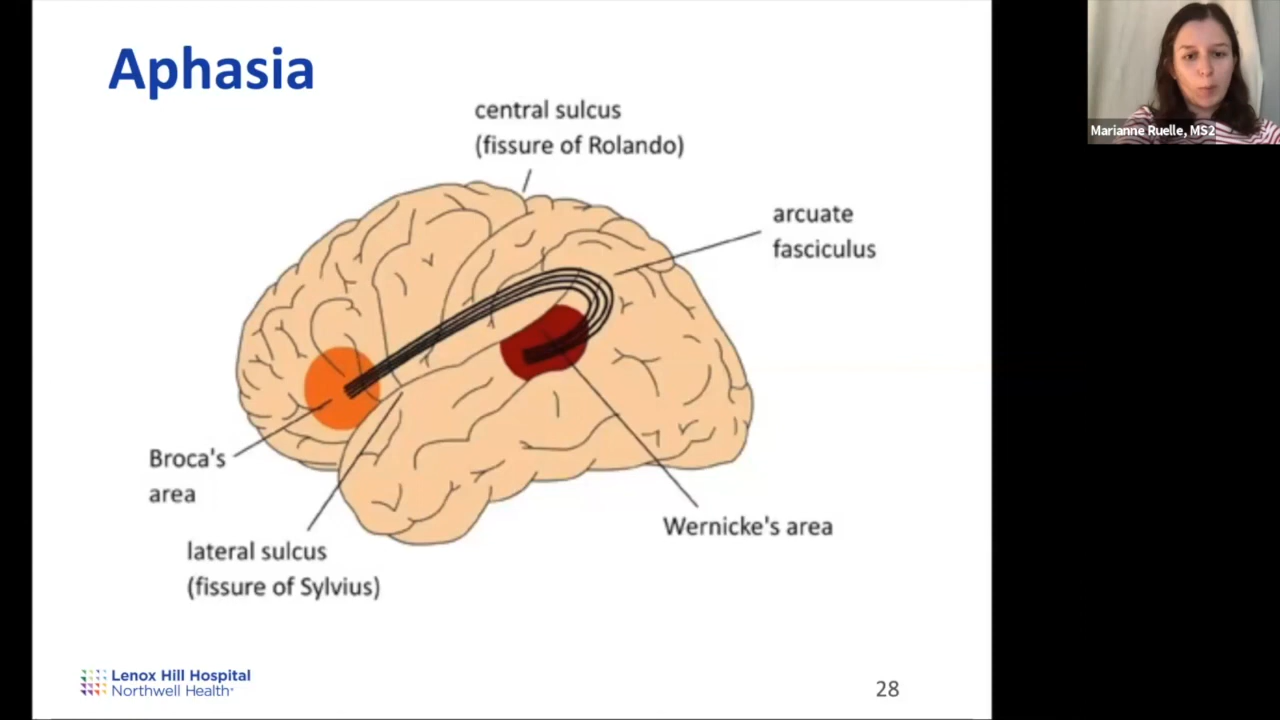 Aphasia
central sulcus
(fissure of Rolando)
arcuate
fasciculus
Broca's
area
lateral sulcus
(fissure of Sylvius)
Wernicke's area
Lenox Hill Hospital
Northwell Health
28
Marianne Ruelle, MS2